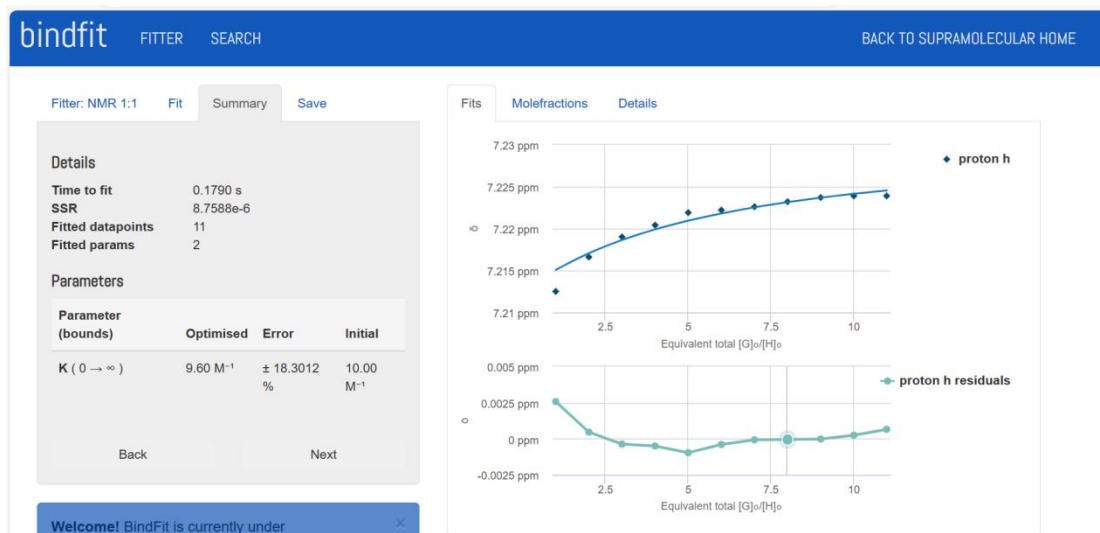 bindfit FITTER SEARCH BACK TO SUPRAMOLECULAR HOME
Fitter: NMR 1:1 Fit Summary Save
Details
Time to fit 0.1790 s
SSR 8.7588e-6
Fitted datapoints 11
Fitted params 2
Parameters
Parameter
(bounds) Optimised Error Initial
K ( 0 → ∞ ) 9.60 M⁻¹ ± 18.3012 10.00
% M⁻¹
Back Next
Welcome! BindFit is currently under ×
Fits Molefractions Details
7.23 ppm
proton h
7.225 ppm
δ 7.22 ppm
7.215 ppm
7.21 ppm
2.5 5 7.5 10
Equivalent total [G]₀/[H]₀
0.005 ppm
proton h residuals
0.0025 ppm
0 ppm
-0.0025 ppm
2.5 5 7.5 10
Equivalent total [G]₀/[H]₀